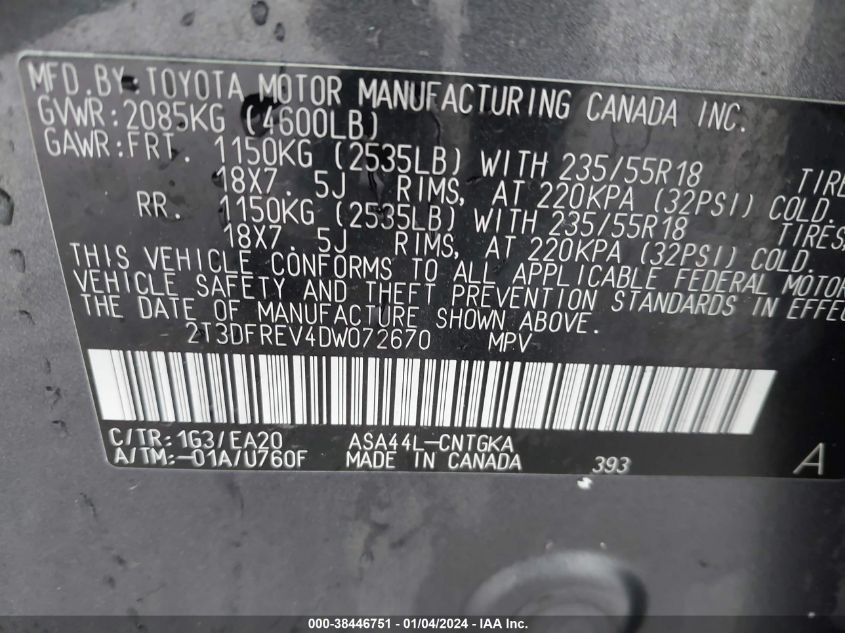 MFD.BY TOYOTA MOTOR MANUFACTURING CANADA INC.
GVWR:2085KG (4600LB)
GAWR:FRT. 1150KG (2535LB) WITH 235/55R18 TIRE
18X7.5J RIMS, AT 220KPA (32PSI) COLD.
RR. 1150KG (2535LB) WITH 235/55R18 TIRES,
18X7.5J RIMS, AT 220KPA (32PSI) COLD.
THIS VEHICLE CONFORMS TO ALL APPLICABLE FEDERAL MOTOR
VEHICLE SAFETY AND THEFT PREVENTION STANDARDS IN EFFE
THE DATE OF MANUFACTURE SHOWN ABOVE.
2T3DFREV4DW072670 MPV
C/TR:1G3/EA20 ASA44L-CNTGKA
A/TM:-01A/U760F MADE IN CANADA 393 A
000-38446751 - 01/04/2024 - IAA Inc.